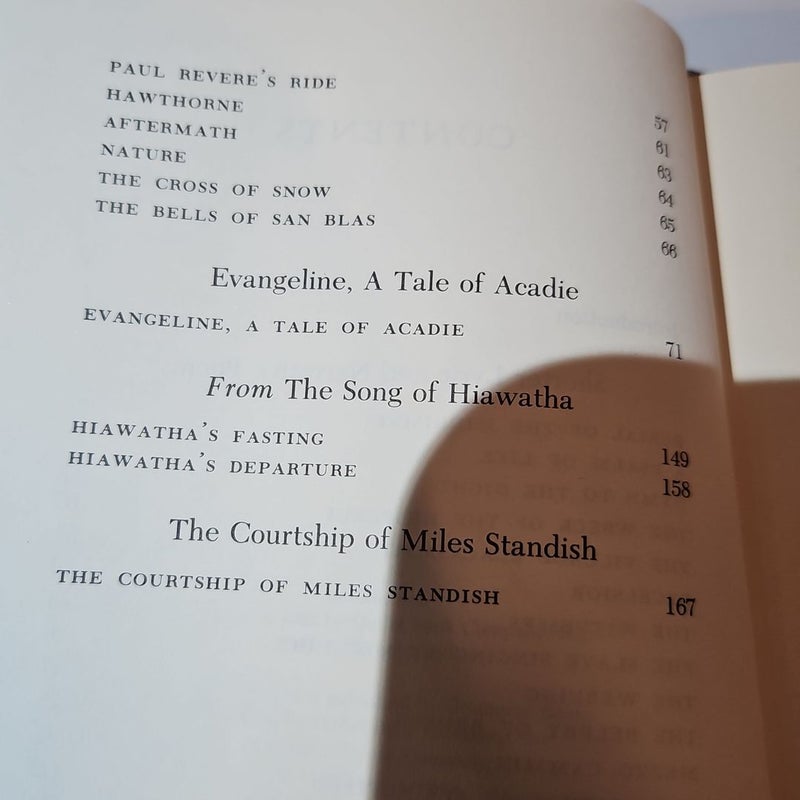 PAUL REVERE'S RIDE 57
HAWTHORNE 61
AFTERMATH 63
NATURE 64
THE CROSS OF SNOW 65
THE BELLS OF SAN BLAS 66
Evangeline, A Tale of Acadie
EVANGELINE, A TALE OF ACADIE 71
From The Song of Hiawatha
HIAWATHA'S FASTING 149
HIAWATHA'S DEPARTURE 158
The Courtship of Miles Standish
THE COURTSHIP OF MILES STANDISH 167